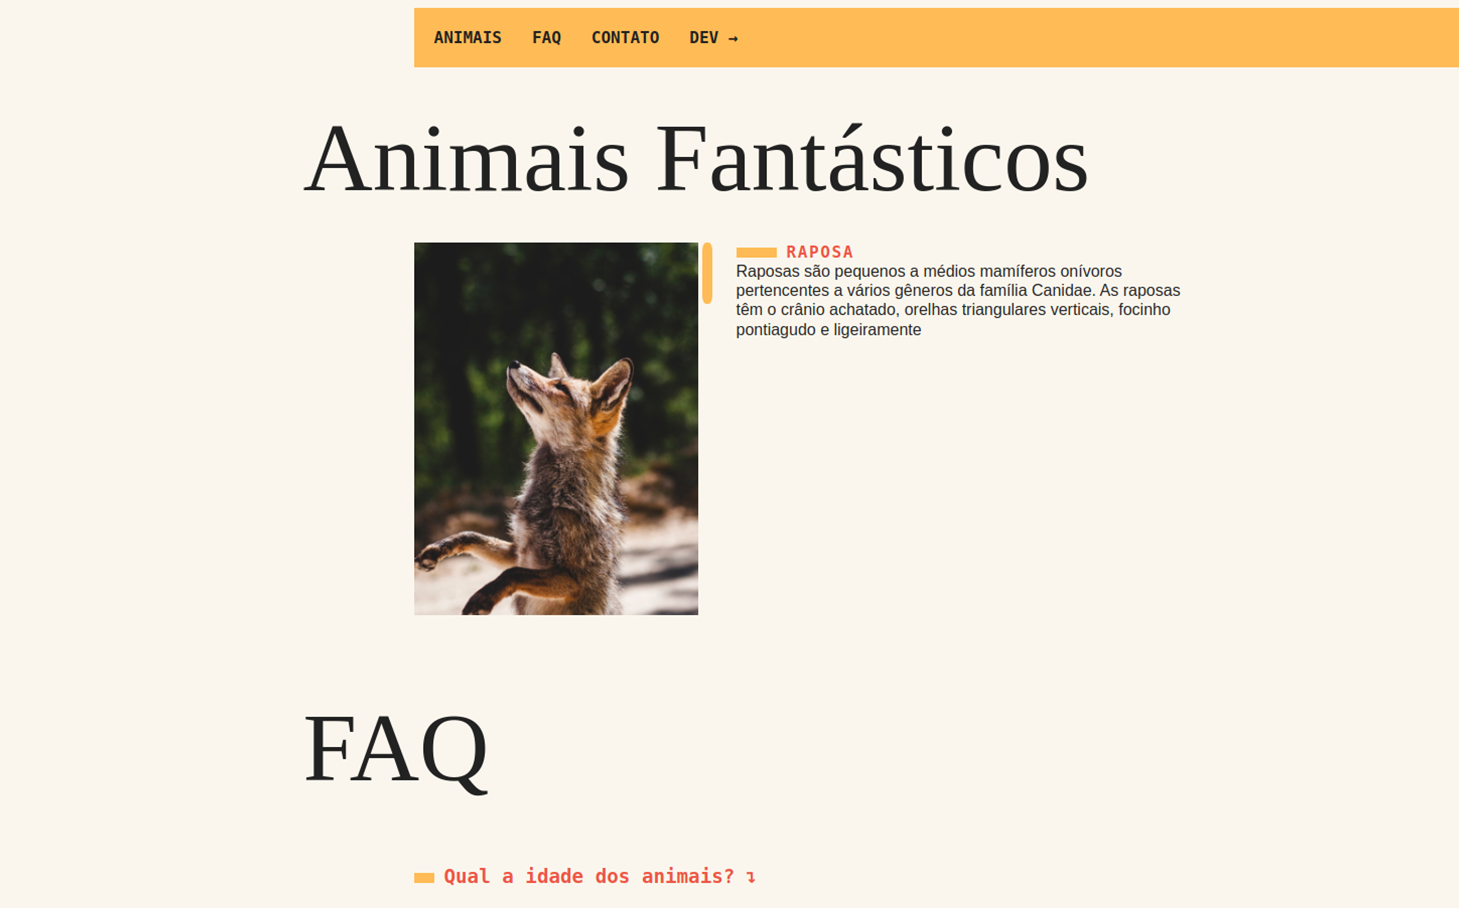 ANIMAIS FAQ CONTATO DEV →
Animais Fantásticos
RAPOSA
Raposas são pequenos a médios mamíferos onívoros
pertencentes a vários gêneros da família Canidae. As raposas
têm o crânio achatado, orelhas triangulares verticais, focinho
pontiagudo e ligeiramente
FAQ
Qual a idade dos animais? ↴